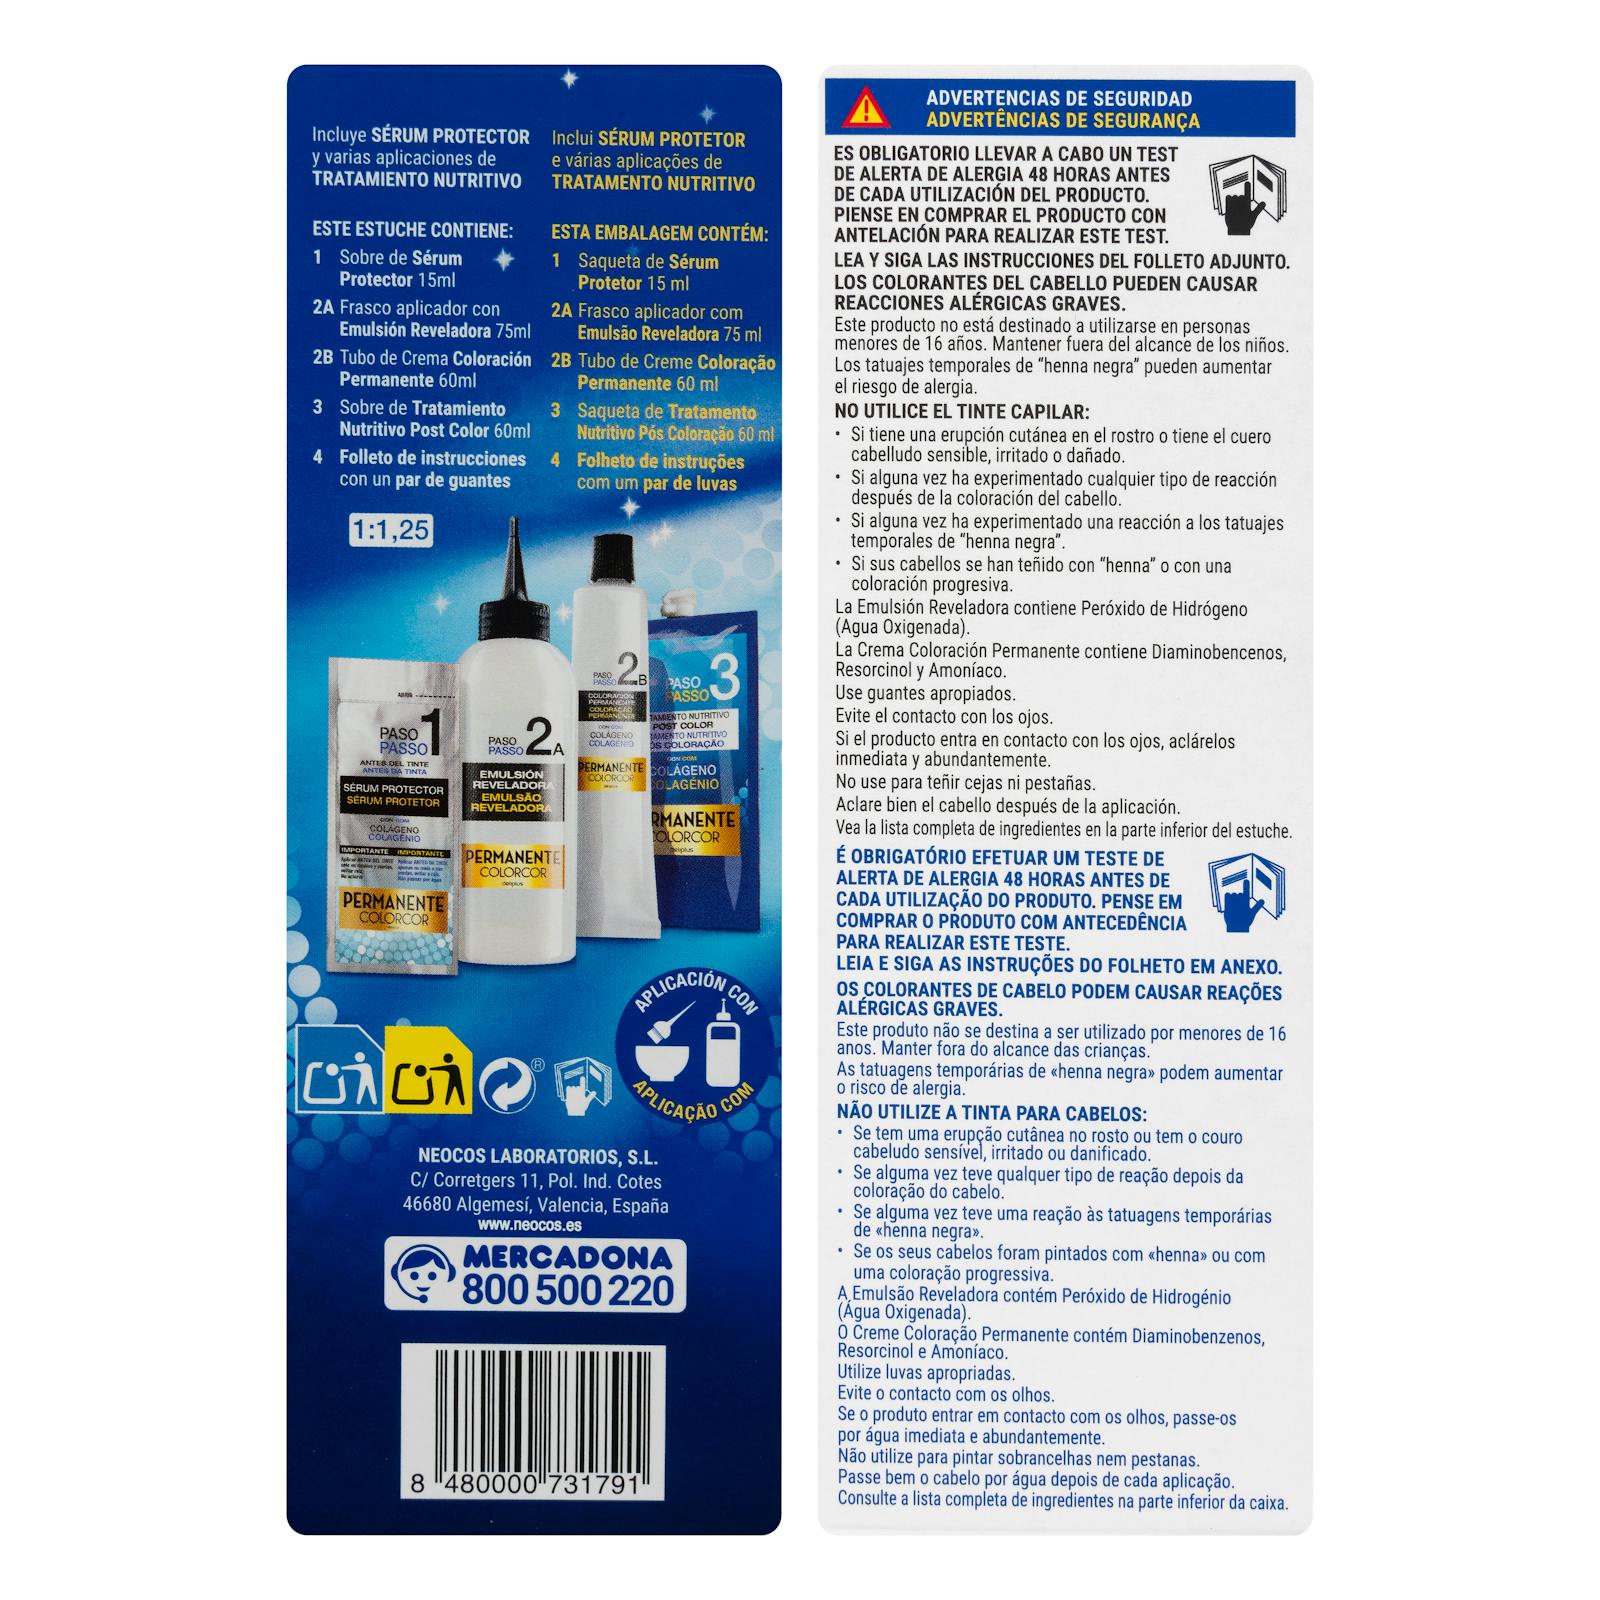 Incluye SÉRUM PROTECTOR
y varias aplicaciones de
TRATAMIENTO NUTRITIVO
ESTE ESTUCHE CONTIENE:
1 Sobre de Sérum
Protector 15ml
2A Frasco aplicador con
Emulsión Reveladora 75ml
2B Tubo de Crema Coloración
Permanente 60ml
3 Sobre de Tratamiento
Nutritivo Post Color 60ml
4 Folleto de instrucciones
con un par de guantes
Inclui SÉRUM PROTETOR
e várias aplicações de
TRATAMENTO NUTRITIVO
ESTA EMBALAGEM CONTÉM:
1 Saqueta de Sérum
Protetor 15 ml
2A Frasco aplicador com
Emulsão Reveladora 75 ml
2B Tubo de Creme Coloração
Permanente 60 ml
3 Saqueta de Tratamento
Nutritivo Pós Coloração 60 ml
4 Folheto de instruções
com um par de luvas
1:1,25
PASO
PASSO 1
ANTES DEL TINTE
ANTES DA TINTA
SÉRUM PROTECTOR
SÉRUM PROTETOR
CON COM
COLÁGENO
COLAGÉNIO
IMPORTANTE IMPORTANTE
PERMANENTE
COLORCOR
PASO
PASSO 2A
EMULSIÓN
REVELADORA
EMULSÃO
REVELADORA
PERMANENTE
COLORCOR
deliplus
PASO
PASSO 2B
COLORACIÓN
PERMANENTE
COLORAÇÃO
PERMANENTE
CON COM
COLÁGENO
COLAGÉNIO
PERMANENTE
COLORCOR
PASO
PASSO 3
TAMIENTO NUTRITIVO
POST COLOR
AMENTO NUTRITIVO
ÓS COLORAÇÃO
CON COM
COLÁGENO
OLAGÉNIO
RMANENTE
COLORCOR
deliplus
APLICACIÓN CON
APLICAÇÃO COM
®
NEOCOS LABORATORIOS, S.L.
C/ Corretgers 11, Pol. Ind. Cotes
46680 Algemesí, Valencia, España
www.neocos.es
MERCADONA
800 500 220
8 480000 731791
ADVERTENCIAS DE SEGURIDAD
ADVERTÊNCIAS DE SEGURANÇA
ES OBLIGATORIO LLEVAR A CABO UN TEST
DE ALERTA DE ALERGIA 48 HORAS ANTES
DE CADA UTILIZACIÓN DEL PRODUCTO.
PIENSE EN COMPRAR EL PRODUCTO CON
ANTELACIÓN PARA REALIZAR ESTE TEST.
LEA Y SIGA LAS INSTRUCCIONES DEL FOLLETO ADJUNTO.
LOS COLORANTES DEL CABELLO PUEDEN CAUSAR
REACCIONES ALÉRGICAS GRAVES.
Este producto no está destinado a utilizarse en personas
menores de 16 años. Mantener fuera del alcance de los niños.
Los tatuajes temporales de “henna negra” pueden aumentar
el riesgo de alergia.
NO UTILICE EL TINTE CAPILAR:
• Si tiene una erupción cutánea en el rostro o tiene el cuero
cabelludo sensible, irritado o dañado.
• Si alguna vez ha experimentado cualquier tipo de reacción
después de la coloración del cabello.
• Si alguna vez ha experimentado una reacción a los tatuajes
temporales de “henna negra”.
• Si sus cabellos se han teñido con “henna” o con una
coloración progresiva.
La Emulsión Reveladora contiene Peróxido de Hidrógeno
(Agua Oxigenada).
La Crema Coloración Permanente contiene Diaminobencenos,
Resorcinol y Amoníaco.
Use guantes apropiados.
Evite el contacto con los ojos.
Si el producto entra en contacto con los ojos, aclárelos
inmediata y abundantemente.
No use para teñir cejas ni pestañas.
Aclare bien el cabello después de la aplicación.
Vea la lista completa de ingredientes en la parte inferior del estuche.
É OBRIGATÓRIO EFETUAR UM TESTE DE
ALERTA DE ALERGIA 48 HORAS ANTES DE
CADA UTILIZAÇÃO DO PRODUTO. PENSE EM
COMPRAR O PRODUTO COM ANTECEDÊNCIA
PARA REALIZAR ESTE TESTE.
LEIA E SIGA AS INSTRUÇÕES DO FOLHETO EM ANEXO.
OS COLORANTES DE CABELO PODEM CAUSAR REAÇÕES
ALÉRGICAS GRAVES.
Este produto não se destina a ser utilizado por menores de 16
anos. Manter fora do alcance das crianças.
As tatuagens temporárias de «henna negra» podem aumentar
o risco de alergia.
NÃO UTILIZE A TINTA PARA CABELOS:
• Se tem uma erupção cutânea no rosto ou tem o couro
cabeludo sensível, irritado ou danificado.
• Se alguma vez teve qualquer tipo de reação depois da
coloração do cabelo.
• Se alguma vez teve uma reação às tatuagens temporárias
de «henna negra».
• Se os seus cabelos foram pintados com «henna» ou com
uma coloração progressiva.
A Emulsão Reveladora contém Peróxido de Hidrogénio
(Água Oxigenada).
O Creme Coloração Permanente contém Diaminobenzenos,
Resorcinol e Amoníaco.
Utilize luvas apropriadas.
Evite o contacto com os olhos.
Se o produto entrar em contacto com os olhos, passe-os
por água imediata e abundantemente.
Não utilize para pintar sobrancelhas nem pestanas.
Passe bem o cabelo por água depois de cada aplicação.
Consulte a lista completa de ingredientes na parte inferior da caixa.